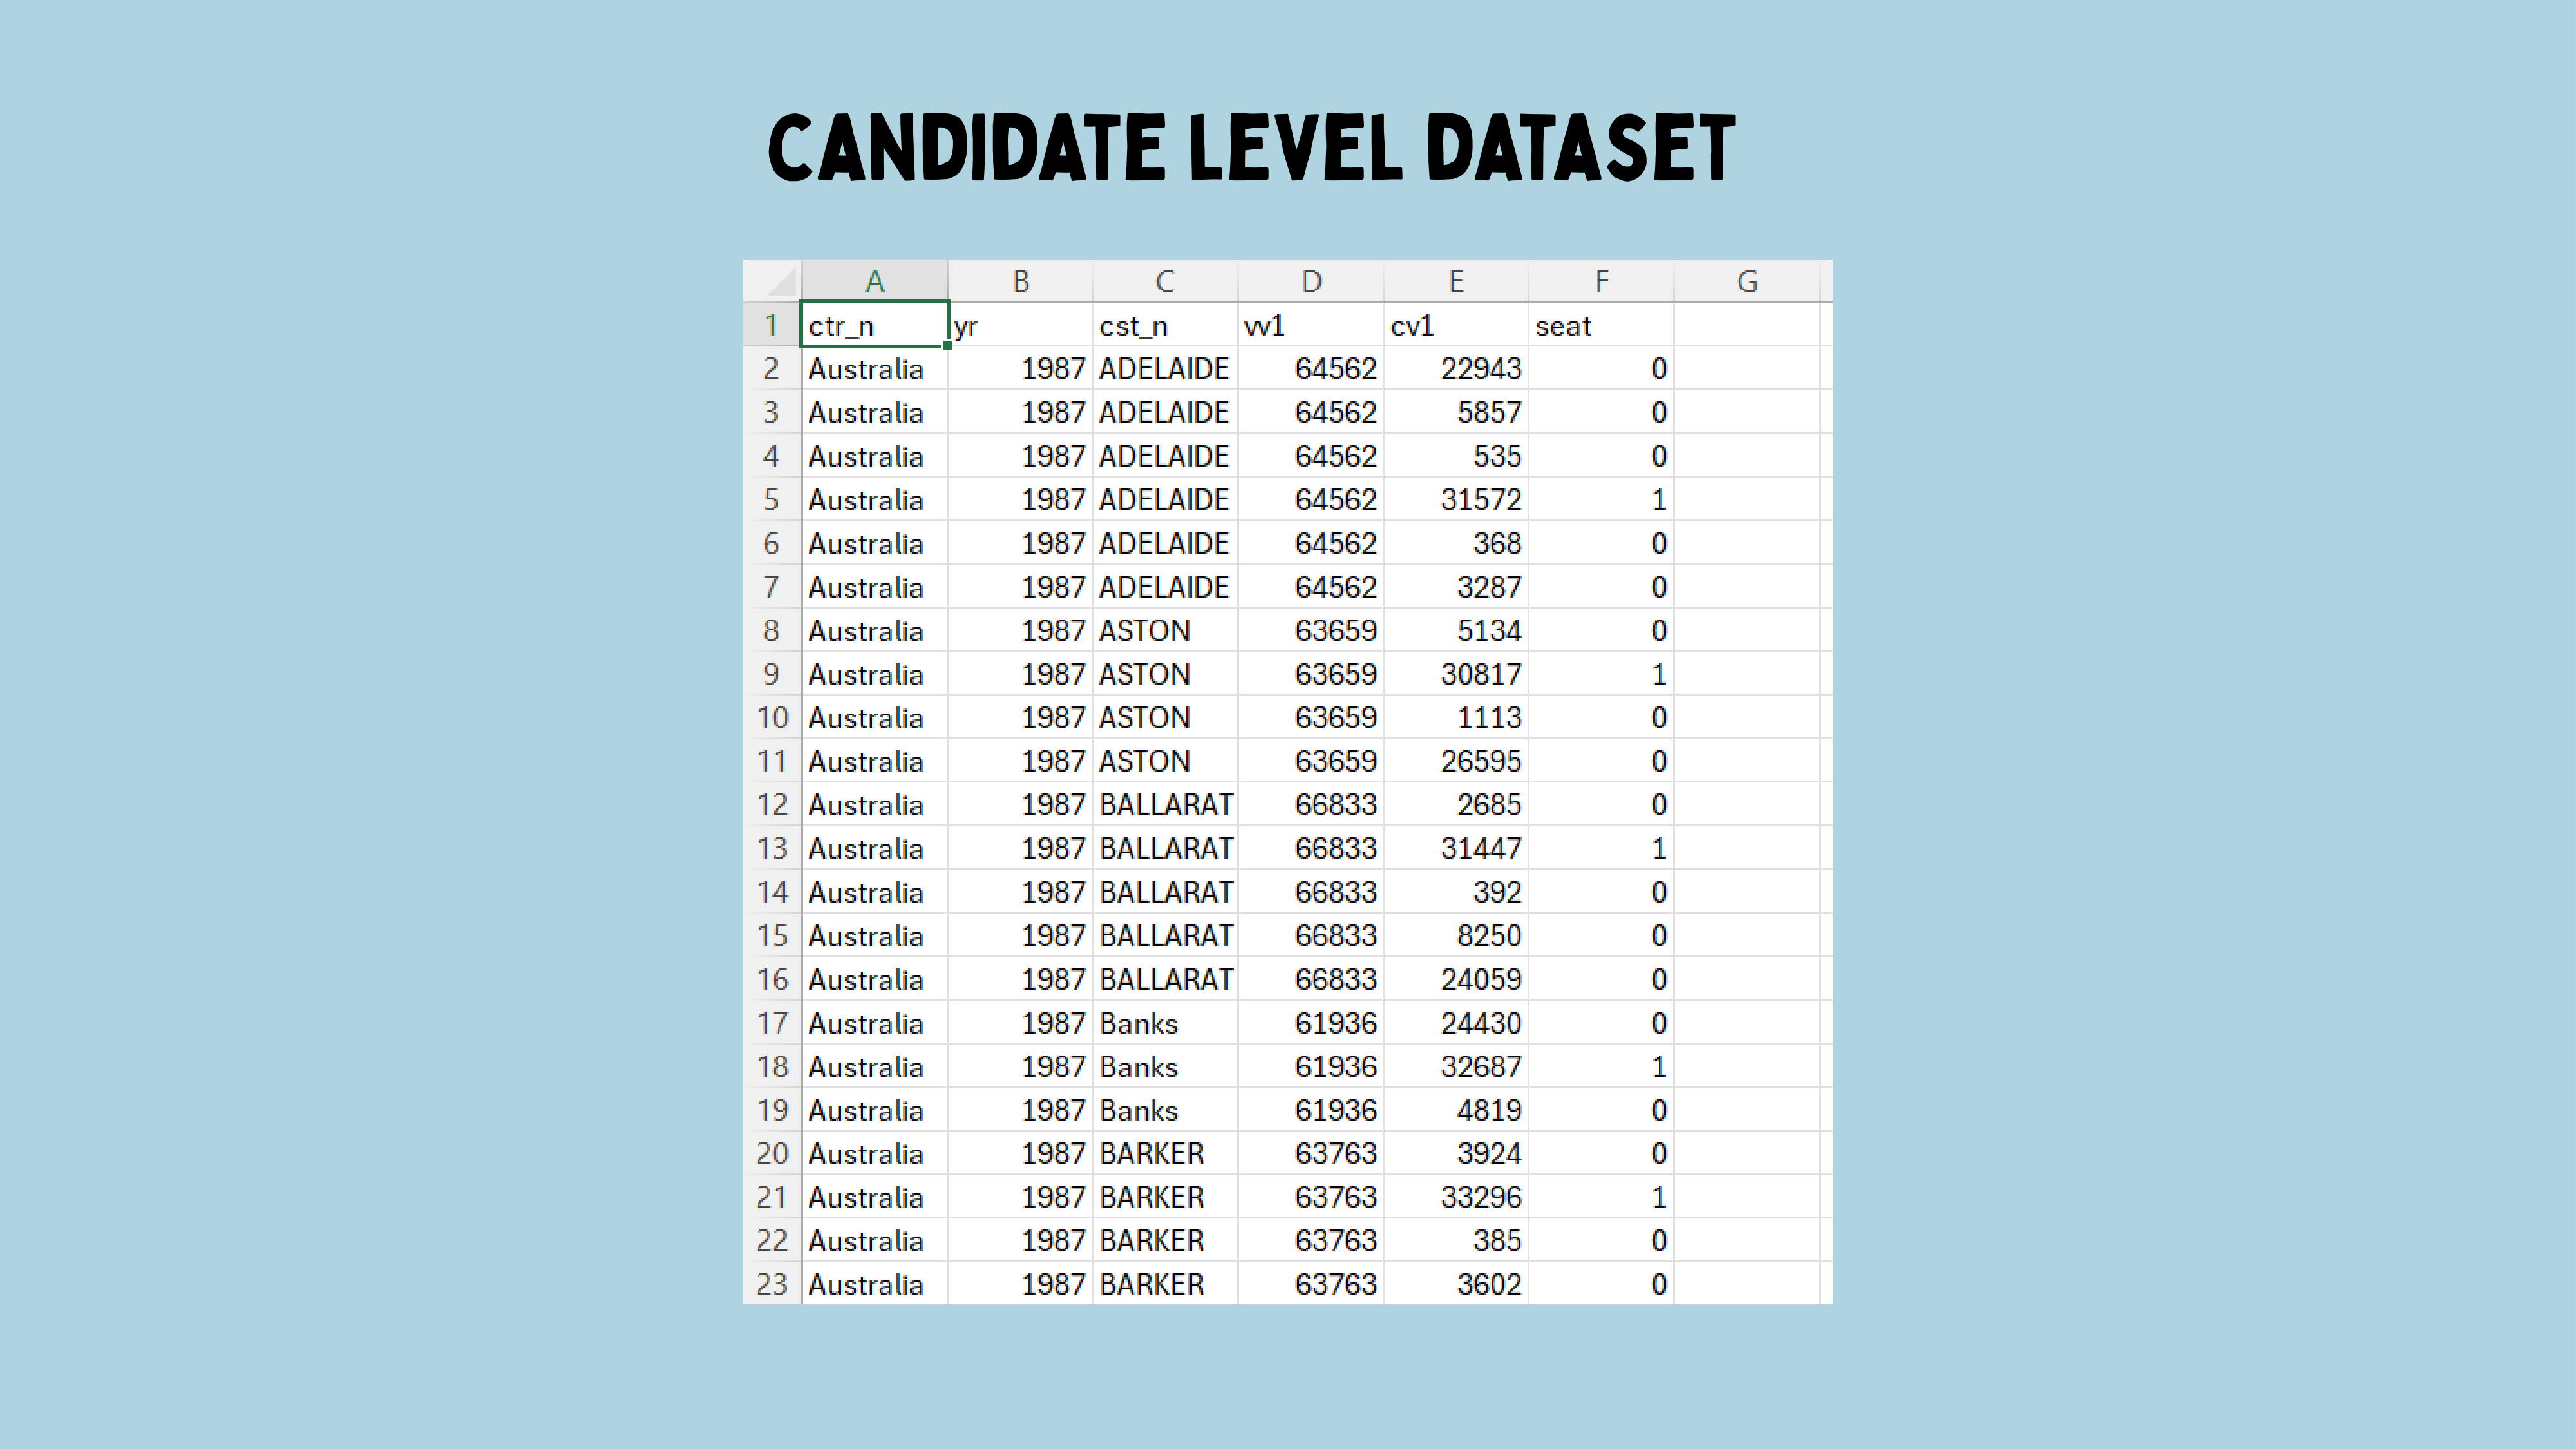 CANDIDATE LEVEL DATASET
A B C D E F G
1 ctr_n yr cst_n vv1 cv1 seat
2 Australia 1987 ADELAIDE 64562 22943 0
3 Australia 1987 ADELAIDE 64562 5857 0
4 Australia 1987 ADELAIDE 64562 535 0
5 Australia 1987 ADELAIDE 64562 31572 1
6 Australia 1987 ADELAIDE 64562 368 0
7 Australia 1987 ADELAIDE 64562 3287 0
8 Australia 1987 ASTON 63659 5134 0
9 Australia 1987 ASTON 63659 30817 1
10 Australia 1987 ASTON 63659 1113 0
11 Australia 1987 ASTON 63659 26595 0
12 Australia 1987 BALLARAT 66833 2685 0
13 Australia 1987 BALLARAT 66833 31447 1
14 Australia 1987 BALLARAT 66833 392 0
15 Australia 1987 BALLARAT 66833 8250 0
16 Australia 1987 BALLARAT 66833 24059 0
17 Australia 1987 Banks 61936 24430 0
18 Australia 1987 Banks 61936 32687 1
19 Australia 1987 Banks 61936 4819 0
20 Australia 1987 BARKER 63763 3924 0
21 Australia 1987 BARKER 63763 33296 1
22 Australia 1987 BARKER 63763 385 0
23 Australia 1987 BARKER 63763 3602 0